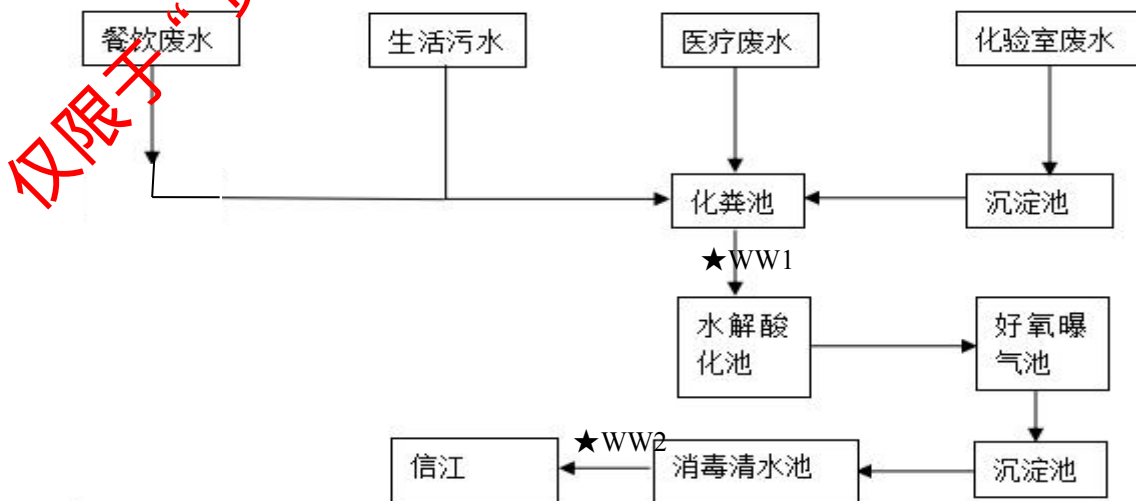 仅限于“
餐饮废水
生活污水
医疗废水
化验室废水
化粪池
沉淀池
★WW1
水解酸
化池
好氧曝
气池
★WW2
信江
消毒清水池
沉淀池